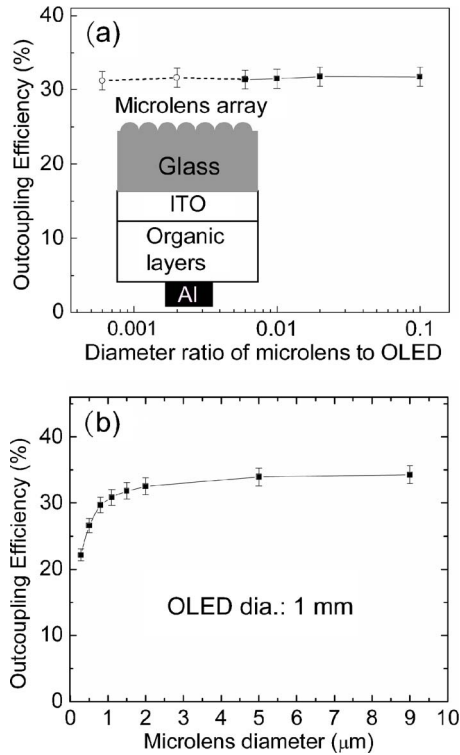 (a)
Outcoupling Efficiency (%)
40
30
20
10
0
Microlens array
Glass
ITO
Organic
layers
Al
0.001
0.01
0.1
Diameter ratio of microlens to OLED
(b)
Outcoupling Efficiency (%)
40
30
20
10
0
OLED dia.: 1 mm
0 1 2 3 4 5 6 7 8 9 10
Microlens diameter (μm)